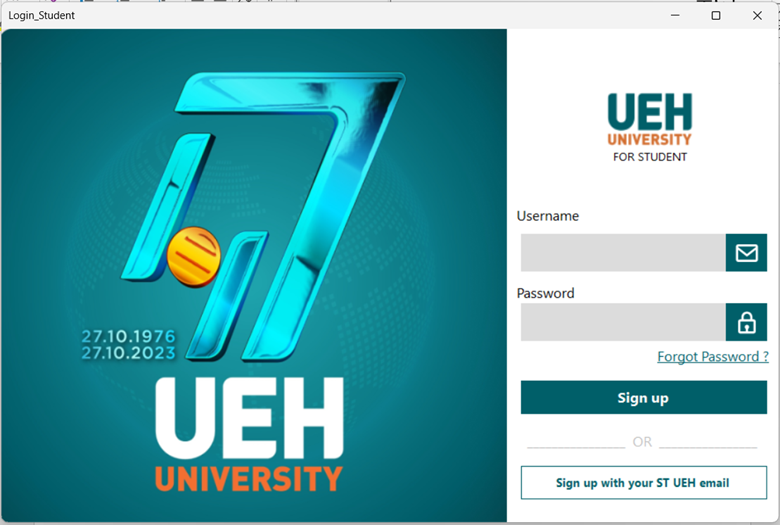 Login_Student
27.10.1976
27.10.2023
UEH
UNIVERSITY
UEH
UNIVERSITY
FOR STUDENT
Username
Password
Forgot Password ?
Sign up
OR
Sign up with your ST UEH email